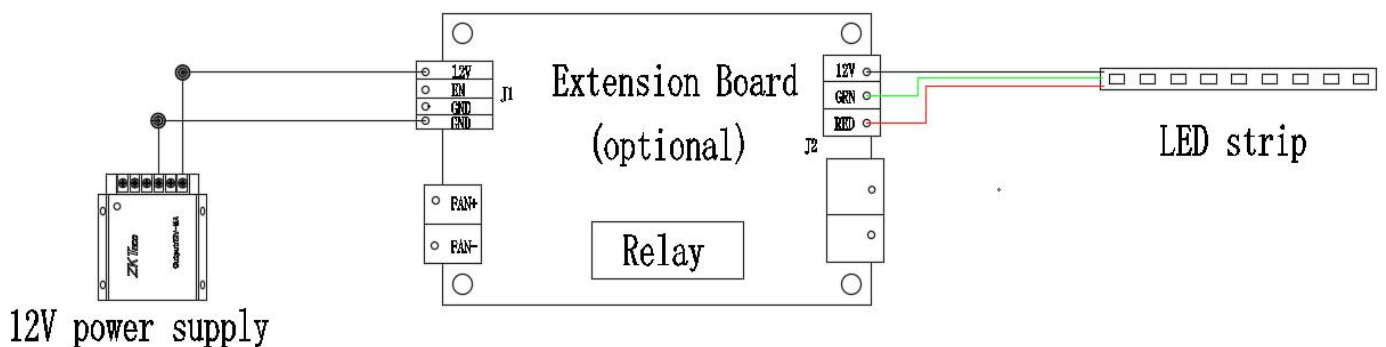 12V
EN
GND
GND
J1
Extension Board
(optional)
12V
GRN
RED
J2
LED strip
FAN+
FAN-
Relay
ZKTeco
12V power supply